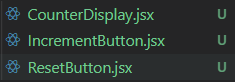 CounterDisplay.jsx U
IncrementButton.jsx U
ResetButton.jsx U